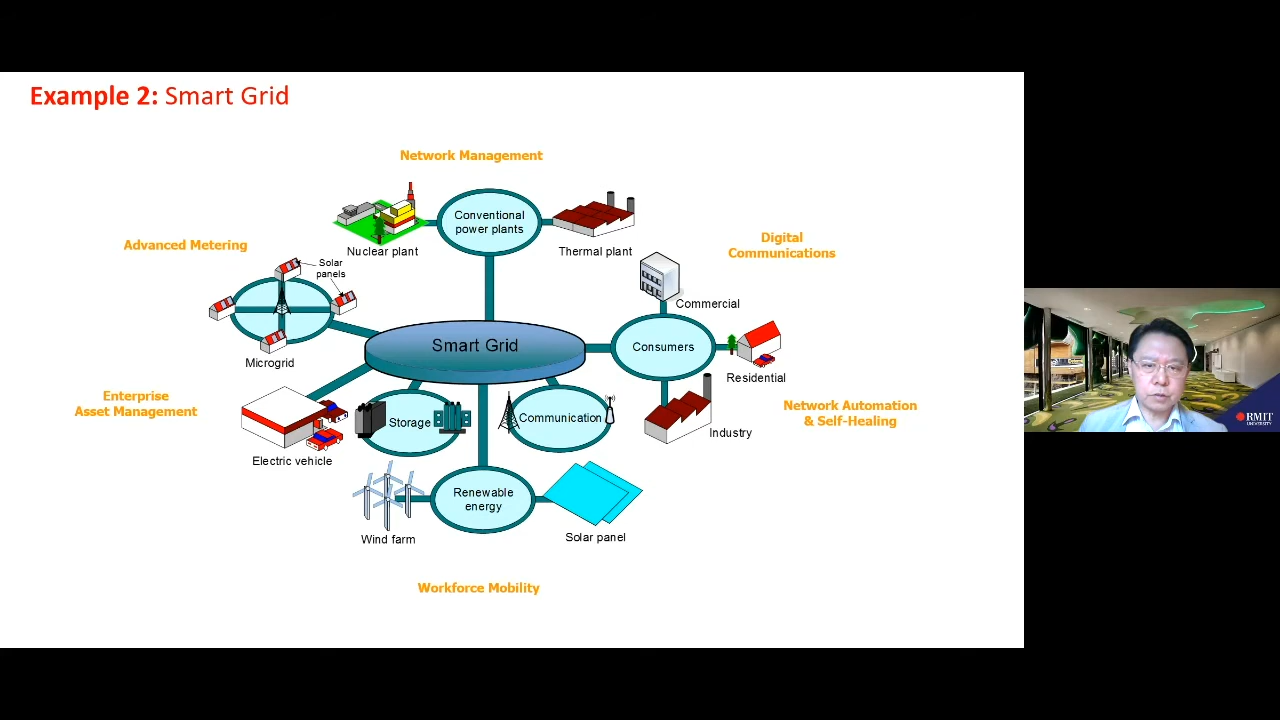 Example 2: Smart Grid
Network Management
Conventional
power plants
Nuclear plant
Thermal plant
Advanced Metering
Digital
Communications
Solar
panels
Commercial
Smart Grid
Consumers
Microgrid
Residential
Enterprise
Asset Management
Network Automation
& Self-Healing
Storage
Communication
Industry
Electric vehicle
Renewable
energy
Wind farm
Solar panel
Workforce Mobility
RMIT
UNIVERSITY